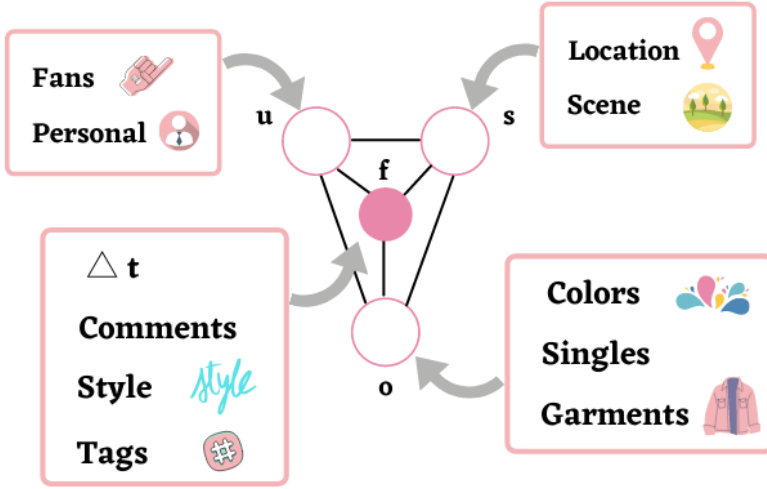 Fans
Personal
Location
Scene
u
s
f
△ t
Comments
Style
style
Tags
#
o
Colors
Singles
Garments